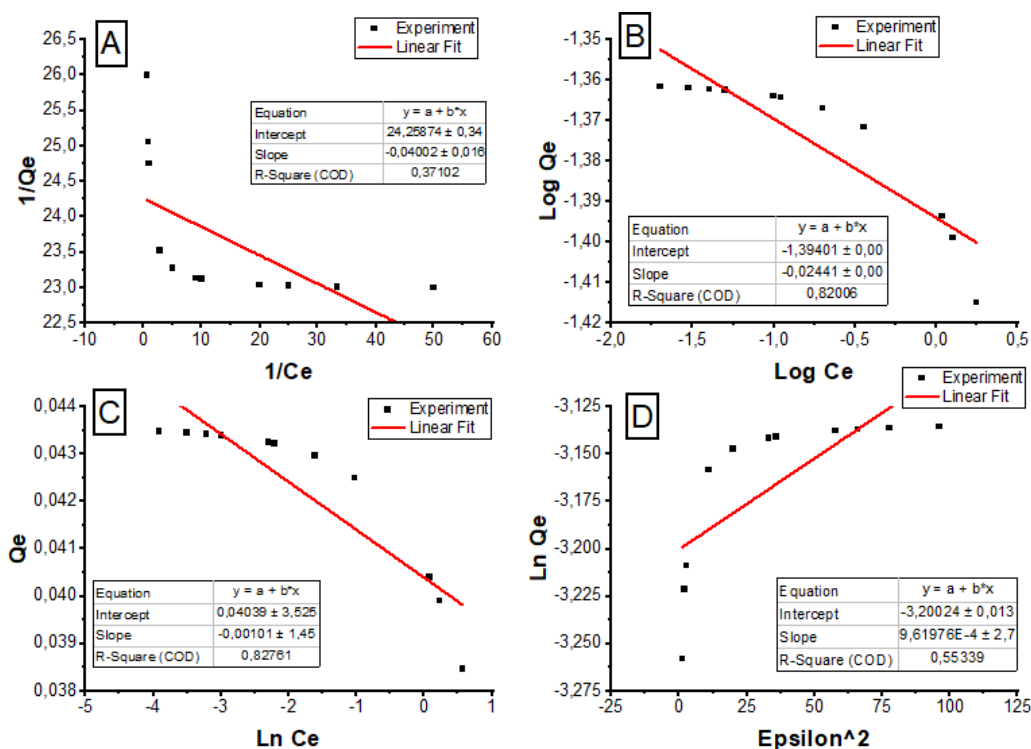 A
Experiment
Linear Fit
26,5
26,0
25,5
25,0
24,5
24,0
23,5
23,0
22,5
1/Qe
Equation y = a + b*x
Intercept 24,25874 ± 0,34
Slope -0,04002 ± 0,016
R-Square (COD) 0,37102
-10 0 10 20 30 40 50 60
1/Ce
B
Experiment
Linear Fit
-1,35
-1,36
-1,37
-1,38
-1,39
-1,40
-1,41
-1,42
Log Qe
Equation y = a + b*x
Intercept -1,39401 ± 0,00
Slope -0,02441 ± 0,00
R-Square (COD) 0,82006
-2,0 -1,5 -1,0 -0,5 0,0 0,5
Log Ce
C
Experiment
Linear Fit
0,044
0,043
0,042
0,041
0,040
0,039
0,038
Qe
Equation y = a + b*x
Intercept 0,04039 ± 3,525
Slope -0,00101 ± 1,45
R-Square (COD) 0,82761
-5 -4 -3 -2 -1 0 1
Ln Ce
D
Experiment
Linear Fit
-3,125
-3,150
-3,175
-3,200
-3,225
-3,250
-3,275
Ln Qe
Equation y = a + b*x
Intercept -3,20024 ± 0,013
Slope 9,61976E-4 ± 2,7
R-Square (COD) 0,55339
-25 0 25 50 75 100 125
Epsilon^2